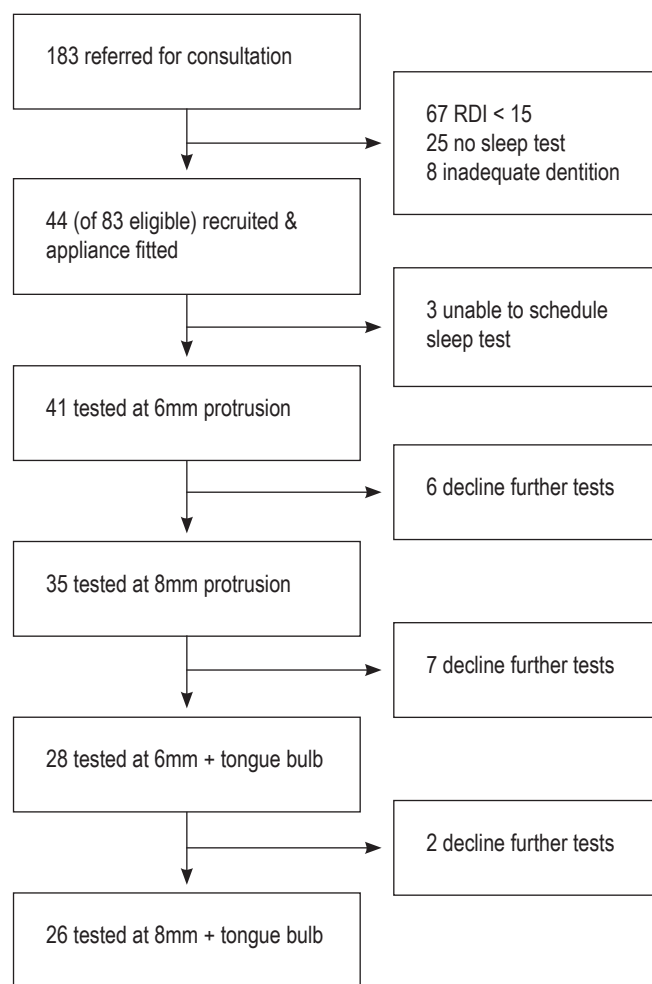 183 referred for consultation
67 RDI < 15
25 no sleep test
8 inadequate dentition
44 (of 83 eligible) recruited &
appliance fitted
3 unable to schedule
sleep test
41 tested at 6mm protrusion
6 decline further tests
35 tested at 8mm protrusion
7 decline further tests
28 tested at 6mm + tongue bulb
2 decline further tests
26 tested at 8mm + tongue bulb